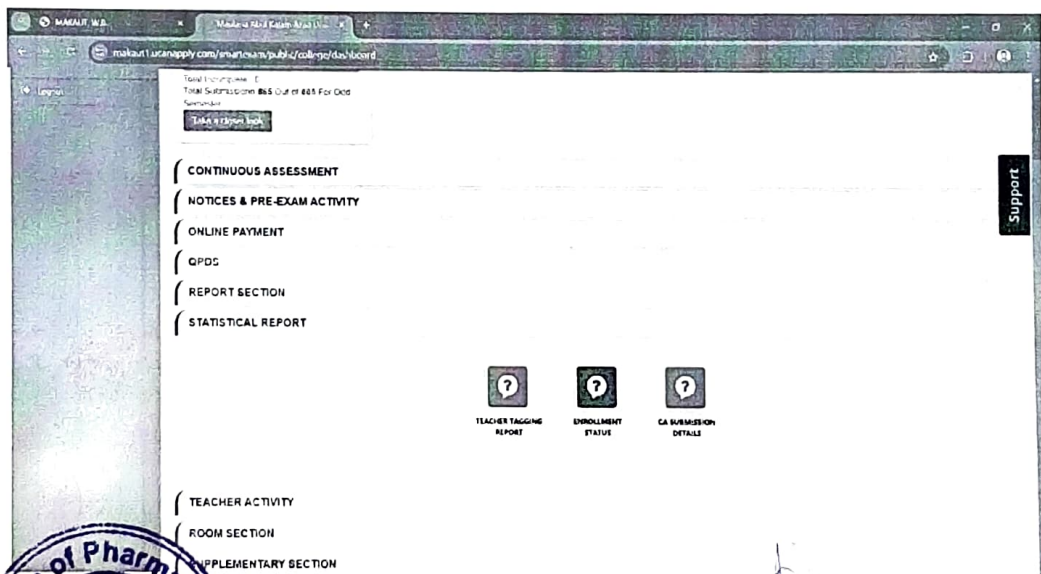 MAKAUT, W.B.
makaut1.ucanapply.com/smartexam/public/college/dashboard
Logout
Total Submission 865 Out of 865 For Odd
Semester
Take a closer look
CONTINUOUS ASSESSMENT
NOTICES & PRE-EXAM ACTIVITY
ONLINE PAYMENT
QPDS
REPORT SECTION
STATISTICAL REPORT
TEACHER TAGGING
REPORT
ENROLLMENT
STATUS
CA SUBMISSION
DETAILS
TEACHER ACTIVITY
ROOM SECTION
SUPPLEMENTARY SECTION
Support
of Pharm